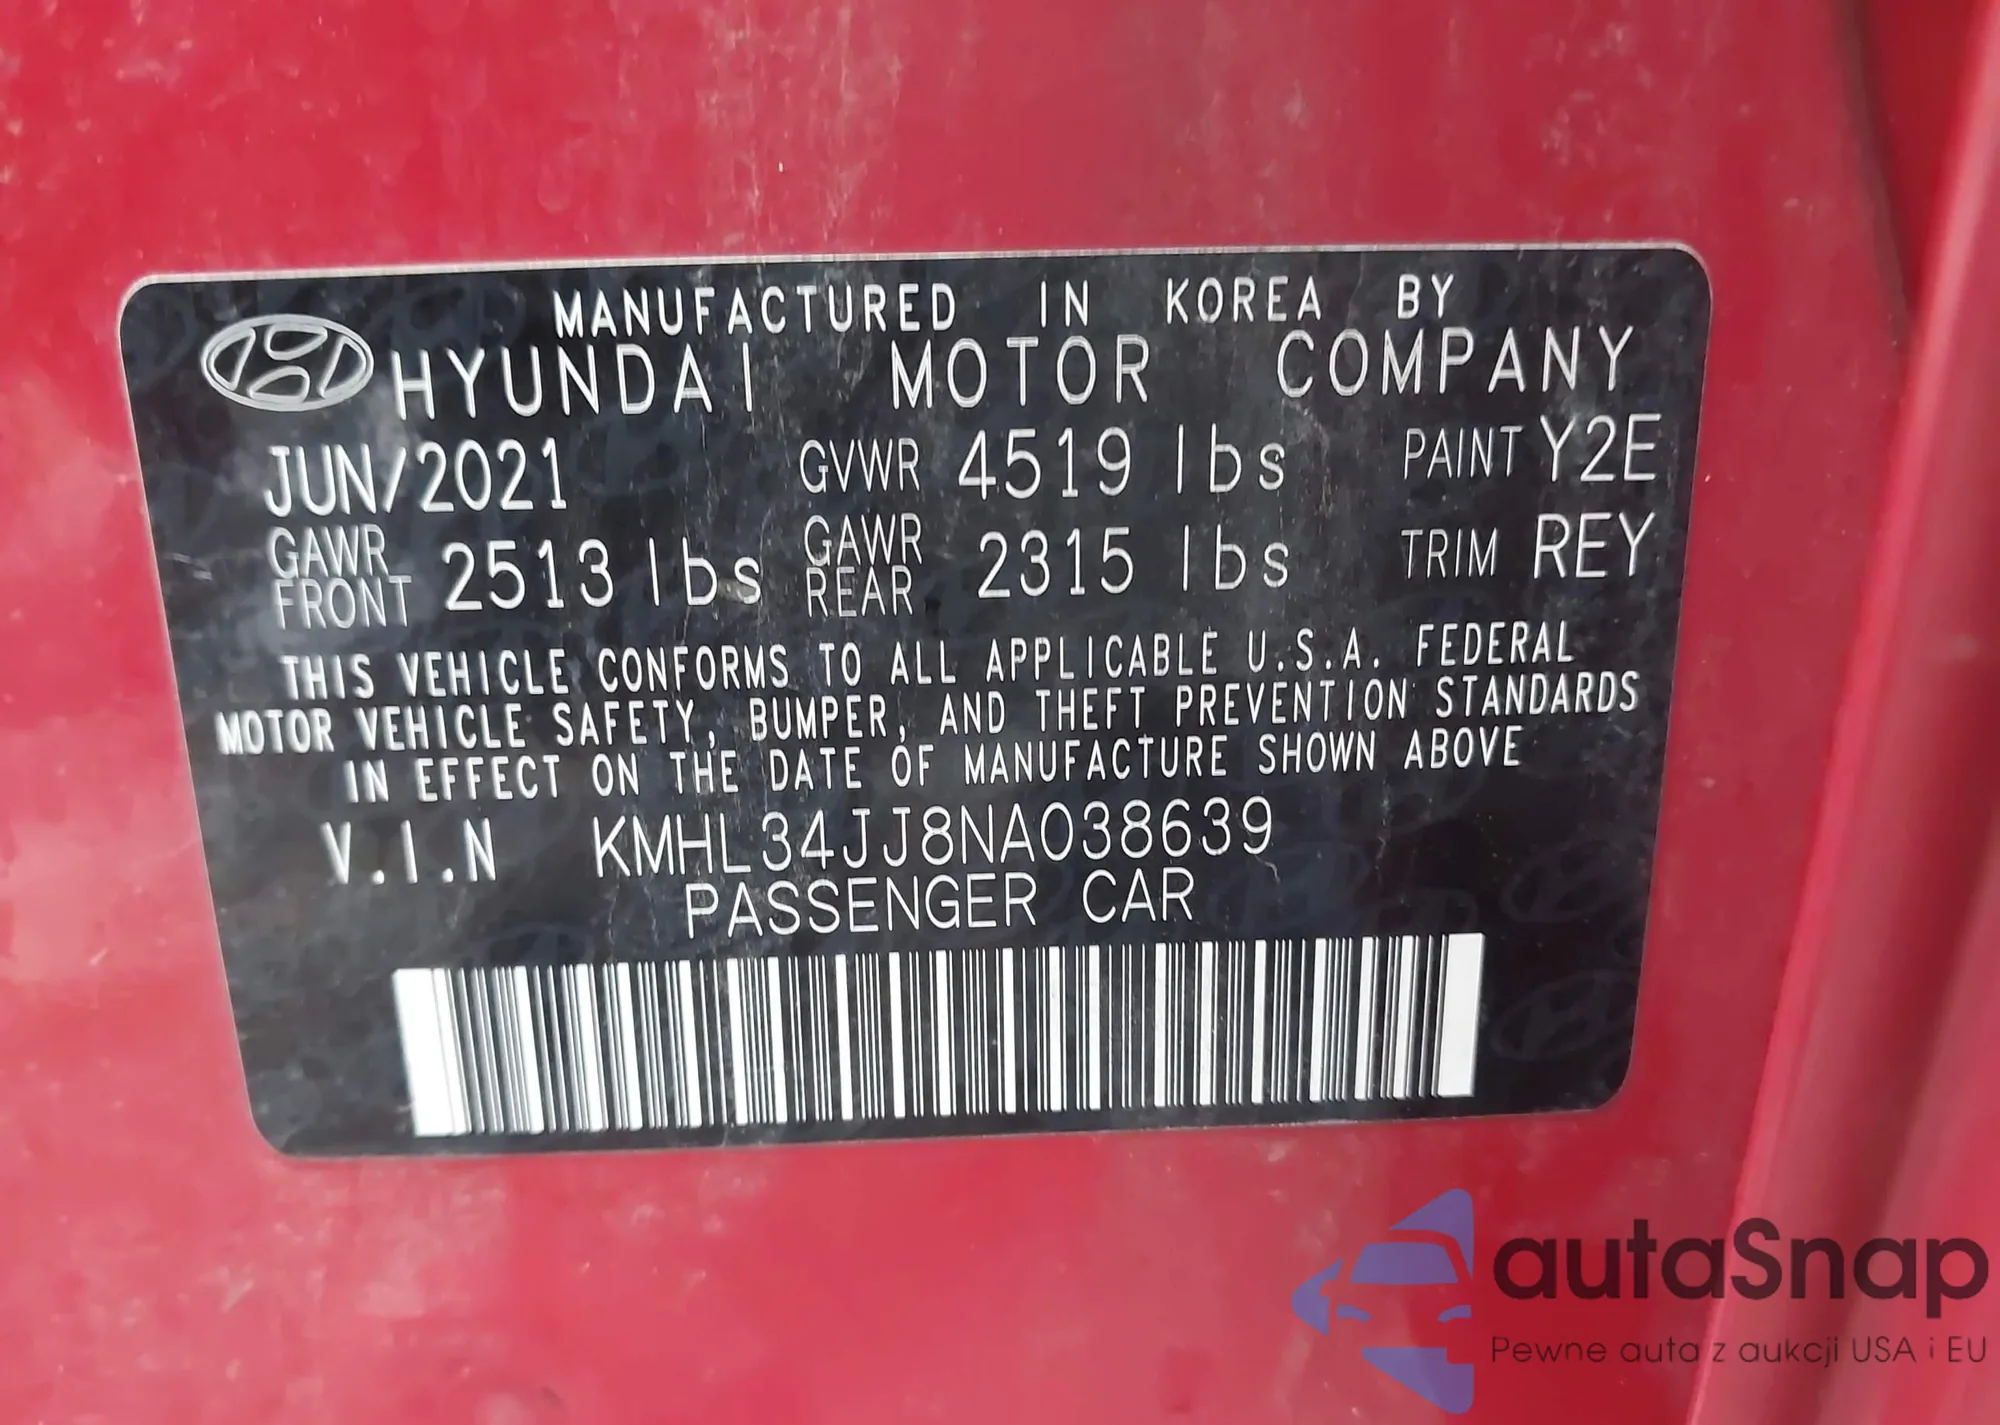 MANUFACTURED IN KOREA BY
HYUNDAI MOTOR COMPANY
JUN/2021 GVWR 4519 lbs PAINT Y2E
GAWR FRONT 2513 lbs GAWR REAR 2315 lbs TRIM REY
THIS VEHICLE CONFORMS TO ALL APPLICABLE U.S.A. FEDERAL
MOTOR VEHICLE SAFETY, BUMPER, AND THEFT PREVENTION STANDARDS
IN EFFECT ON THE DATE OF MANUFACTURE SHOWN ABOVE
V.I.N KMHL34JJ8NA038639
PASSENGER CAR
autaSnap
Pewne auta z aukcji USA i EU